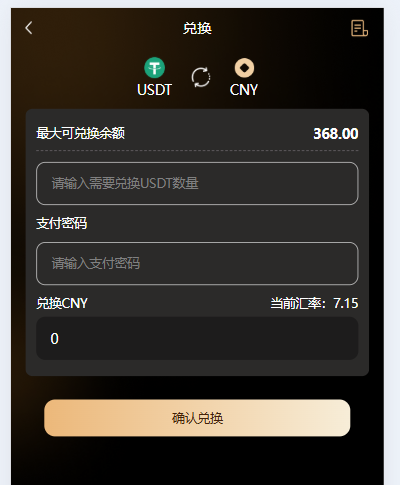 兑换
USDT CNY
最大可兑换余额 368.00
请输入需要兑换USDT数量
支付密码
请输入支付密码
兑换CNY 当前汇率：7.15
0
确认兑换